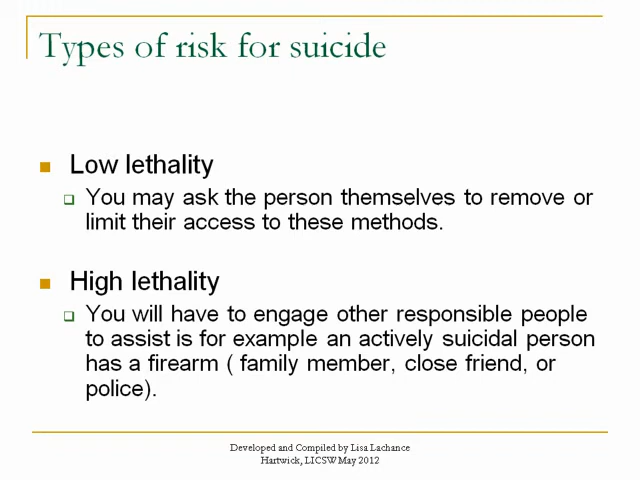 Types of risk for suicide
Low lethality
You may ask the person themselves to remove or
limit their access to these methods.
High lethality
You will have to engage other responsible people
to assist is for example an actively suicidal person
has a firearm ( family member, close friend, or
police).
Developed and Compiled by Lisa Lachance
Hartwick, LICSW May 2012